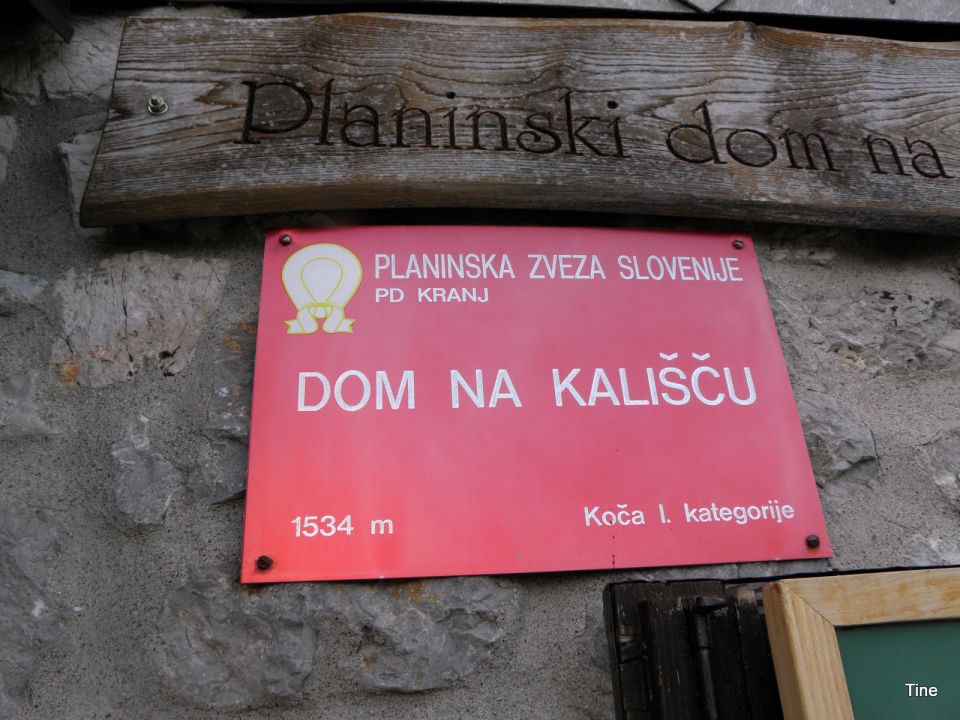 Planinski dom na
PLANINSKA ZVEZA SLOVENIJE
PD KRANJ
DOM NA KALIŠČU
1534 m
Koča I. kategorije
Tine